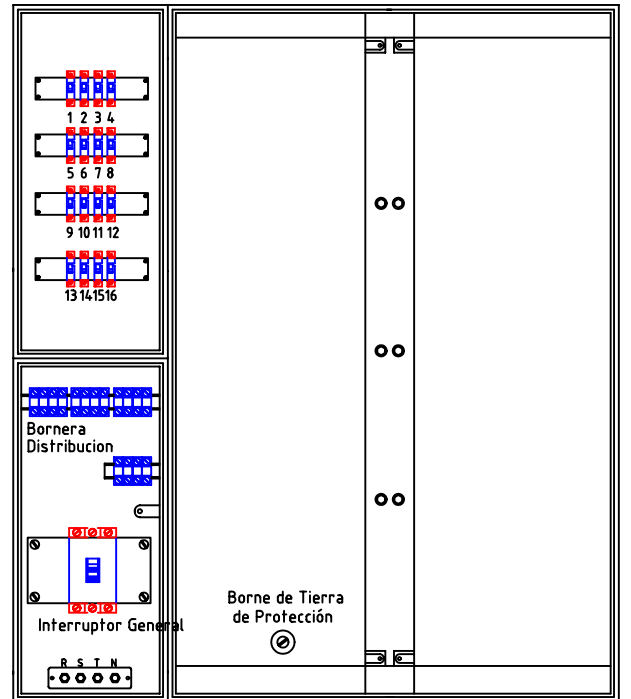 1 2 3 4
5 6 7 8
9 10 11 12
13 14 15 16
Bornera
Distribucion
Interruptor General
R S T N
Borne de Tierra
de Protección